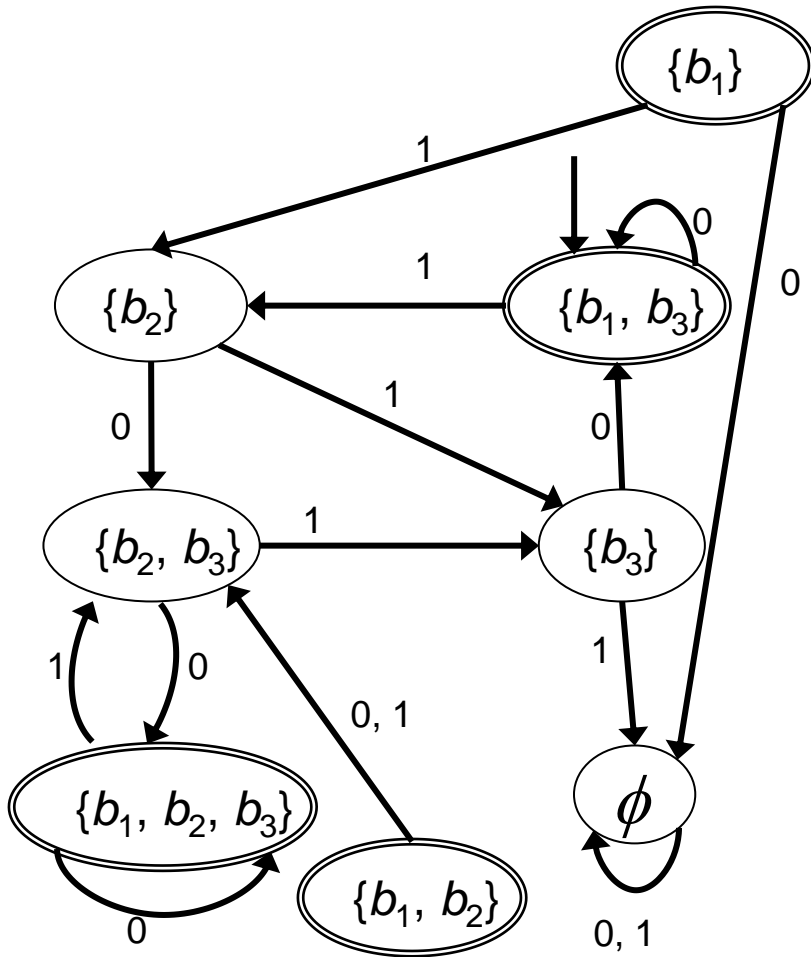 {b₁}
1
0
1
0
{b₂}
{b₁, b₃}
0
1
0
{b₂, b₃}
1
{b₃}
1
0
1
0, 1
{b₁, b₂, b₃}
ϕ
{b₁, b₂}
0
0, 1